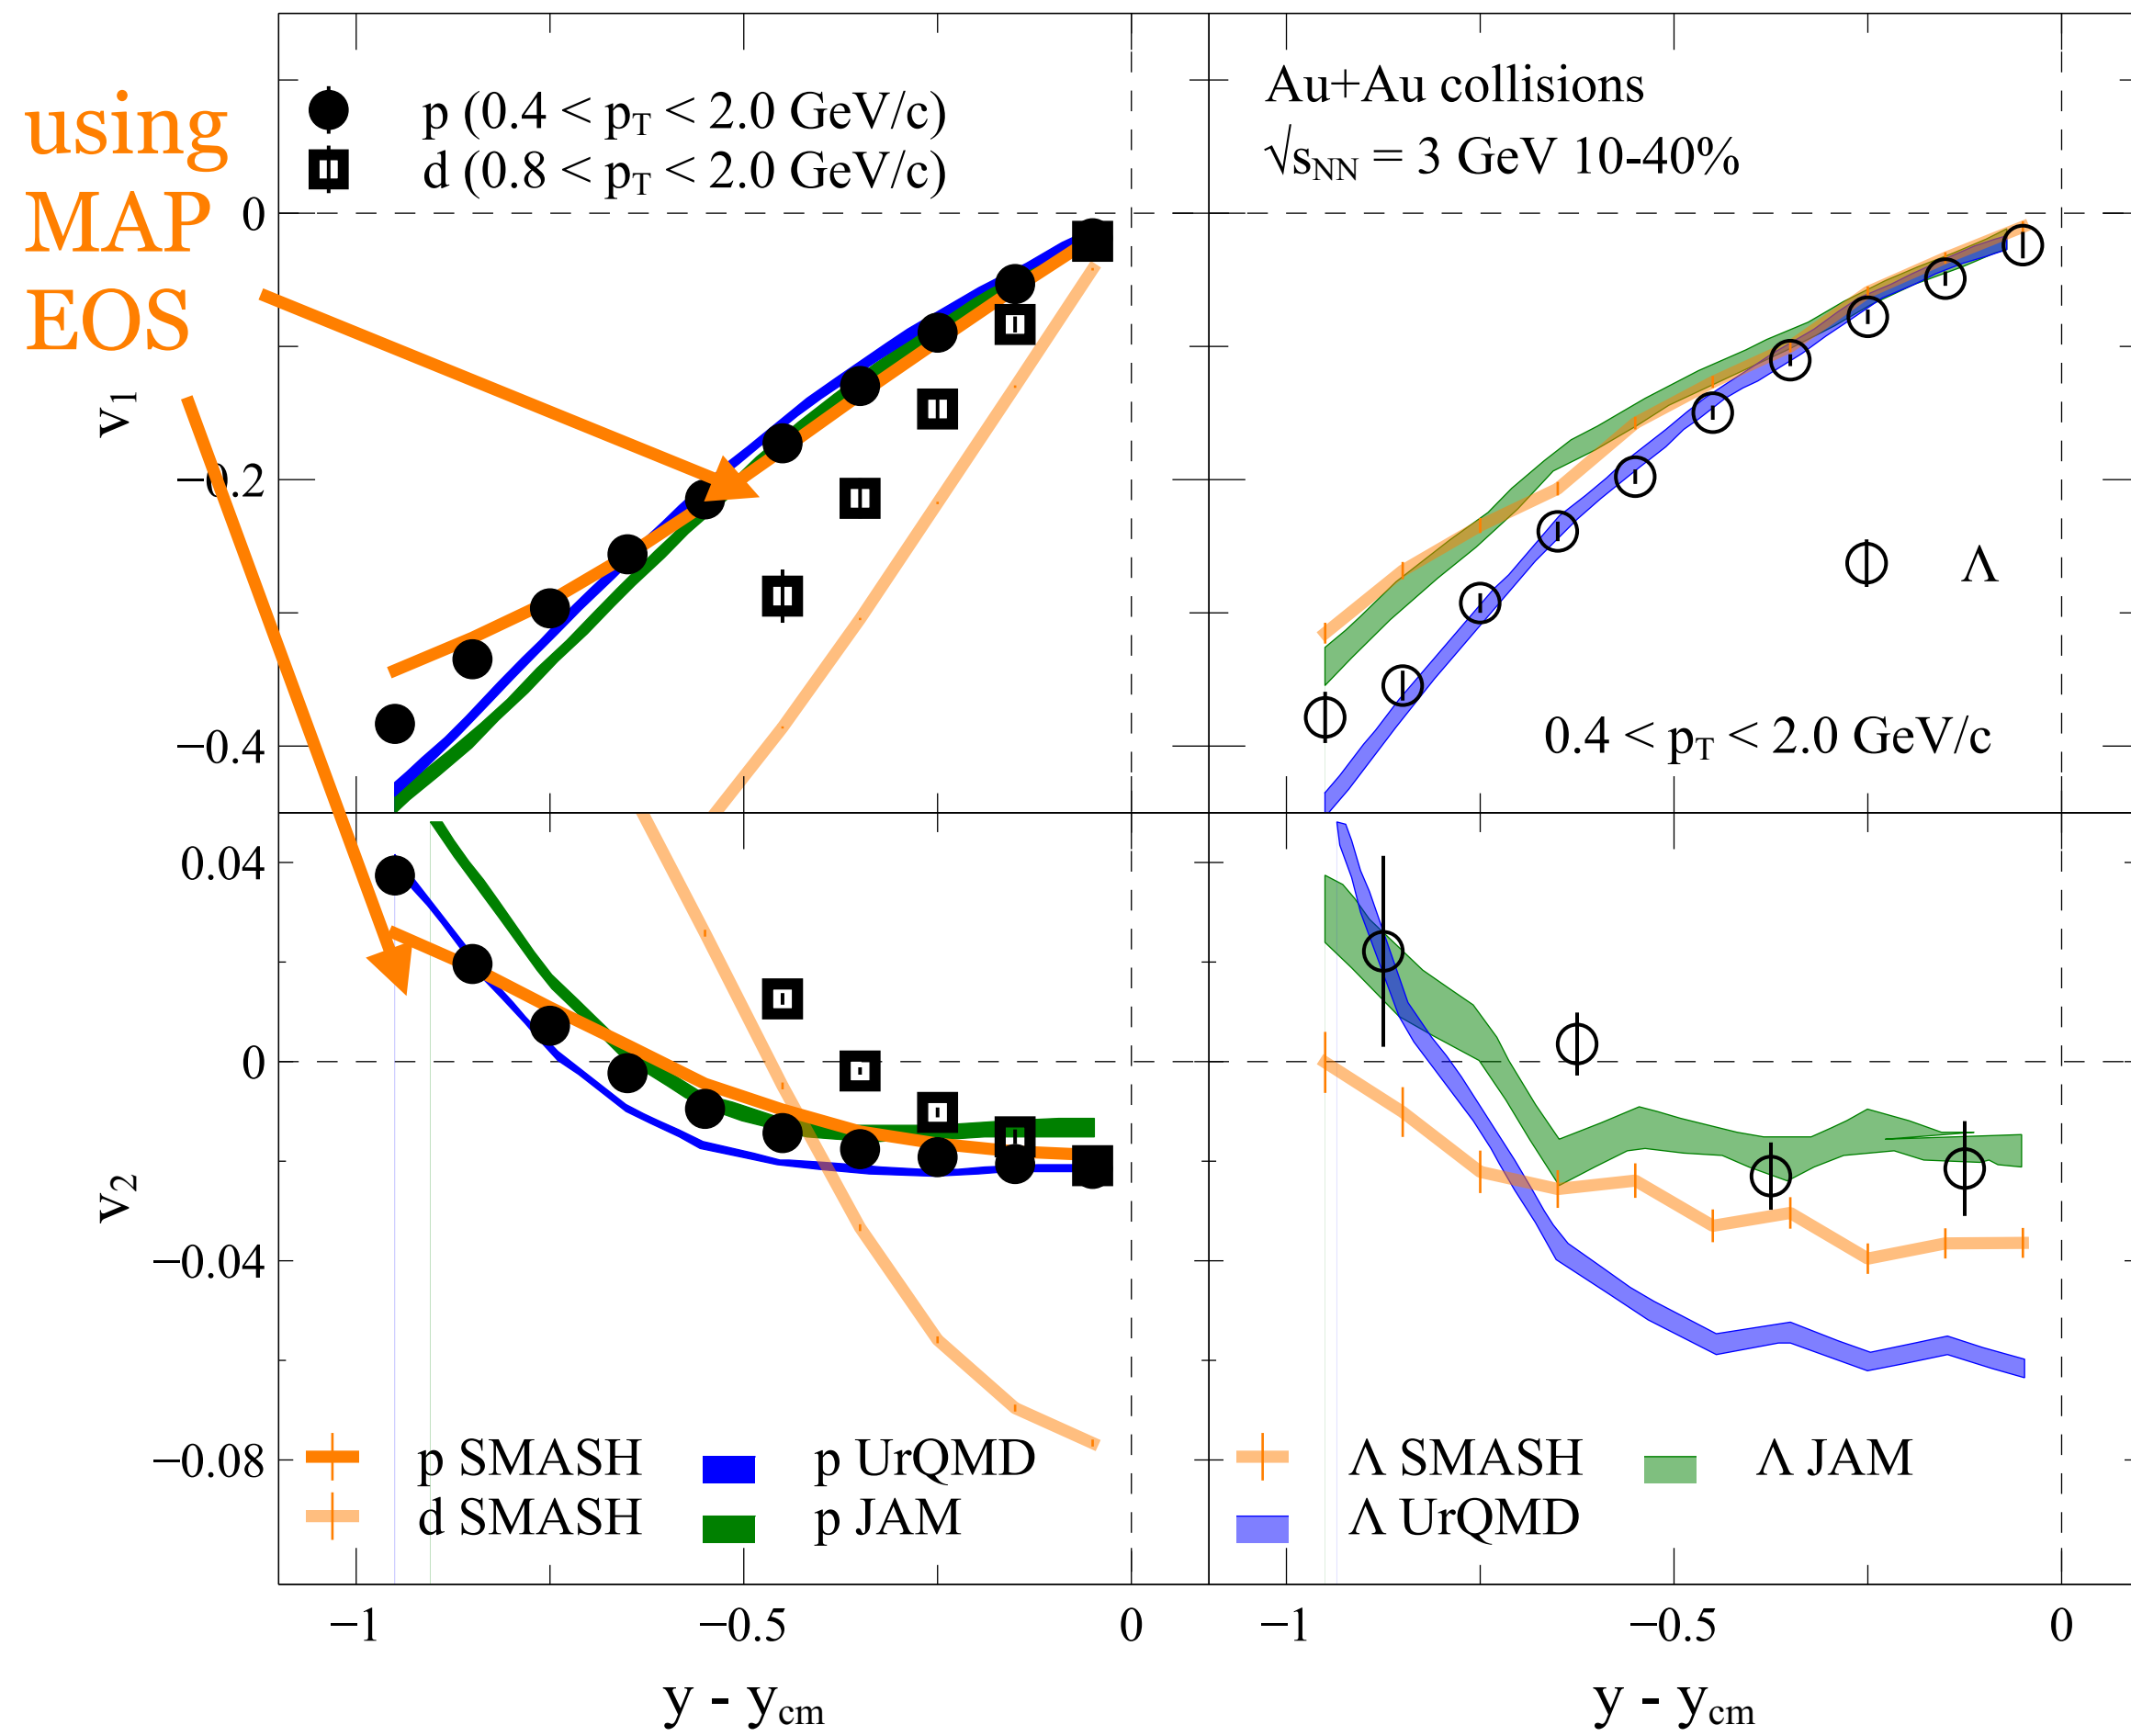 using
MAP
EOS
p (0.4 < pT < 2.0 GeV/c)
d (0.8 < pT < 2.0 GeV/c)
Au+Au collisions
√sNN = 3 GeV 10-40%
0
v1
−0.2
−0.4
Λ
0.4 < pT < 2.0 GeV/c
0.04
0
v2
−0.04
−0.08
p SMASH
p UrQMD
d SMASH
p JAM
Λ SMASH
Λ JAM
Λ UrQMD
−1
−0.5
0
−1
−0.5
0
y - ycm
y - ycm